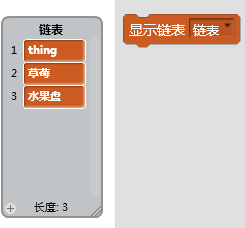 链表
1 thing
2 草莓
3 水果盘
+ 长度: 3
显示链表 链表